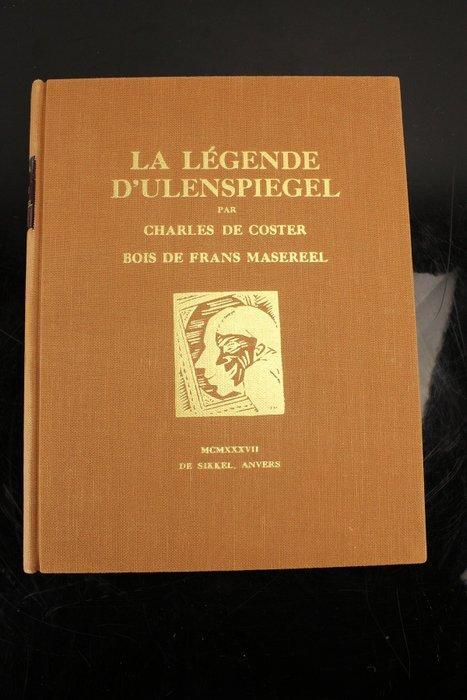 LA LÉGENDE
D'ULENSPIEGEL
PAR
CHARLES DE COSTER
BOIS DE FRANS MASEREEL
MCMXXXVII
DE SIKKEL, ANVERS